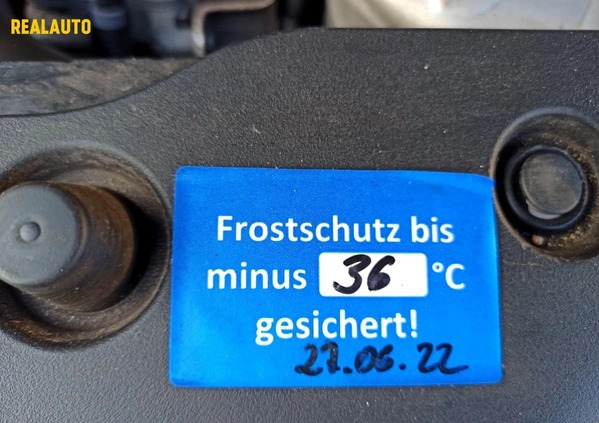 REALAUTO
Frostschutz bis
minus 36 °C
gesichert!
27.06.22